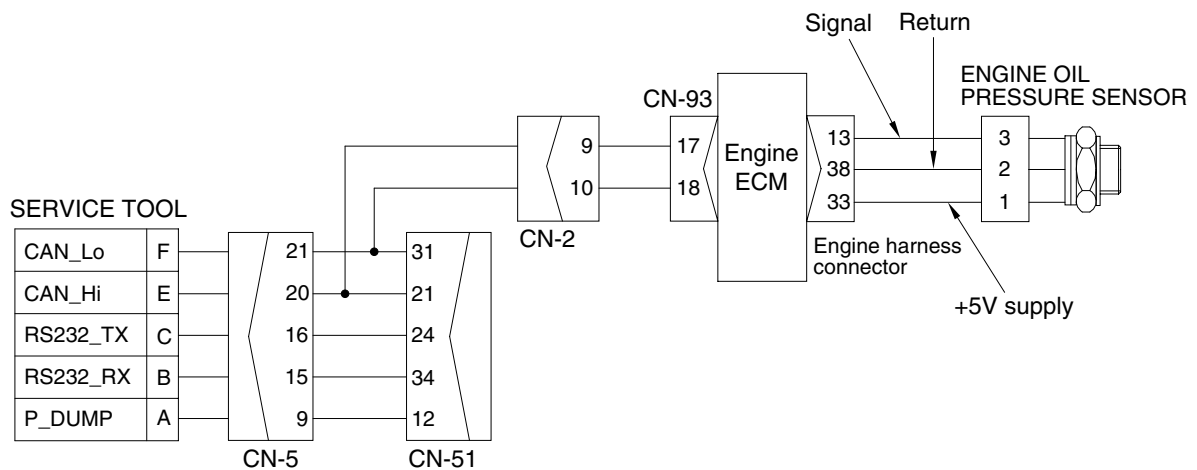 Signal Return
ENGINE OIL
PRESSURE SENSOR
CN-93
9 17 Engine 13 3
10 18 ECM 38 2
33 1
CN-2
Engine harness
connector
+5V supply
SERVICE TOOL
CAN_Lo F 21 31
CAN_Hi E 20 21
RS232_TX C 16 24
RS232_RX B 15 34
P_DUMP A 9 12
CN-5 CN-51